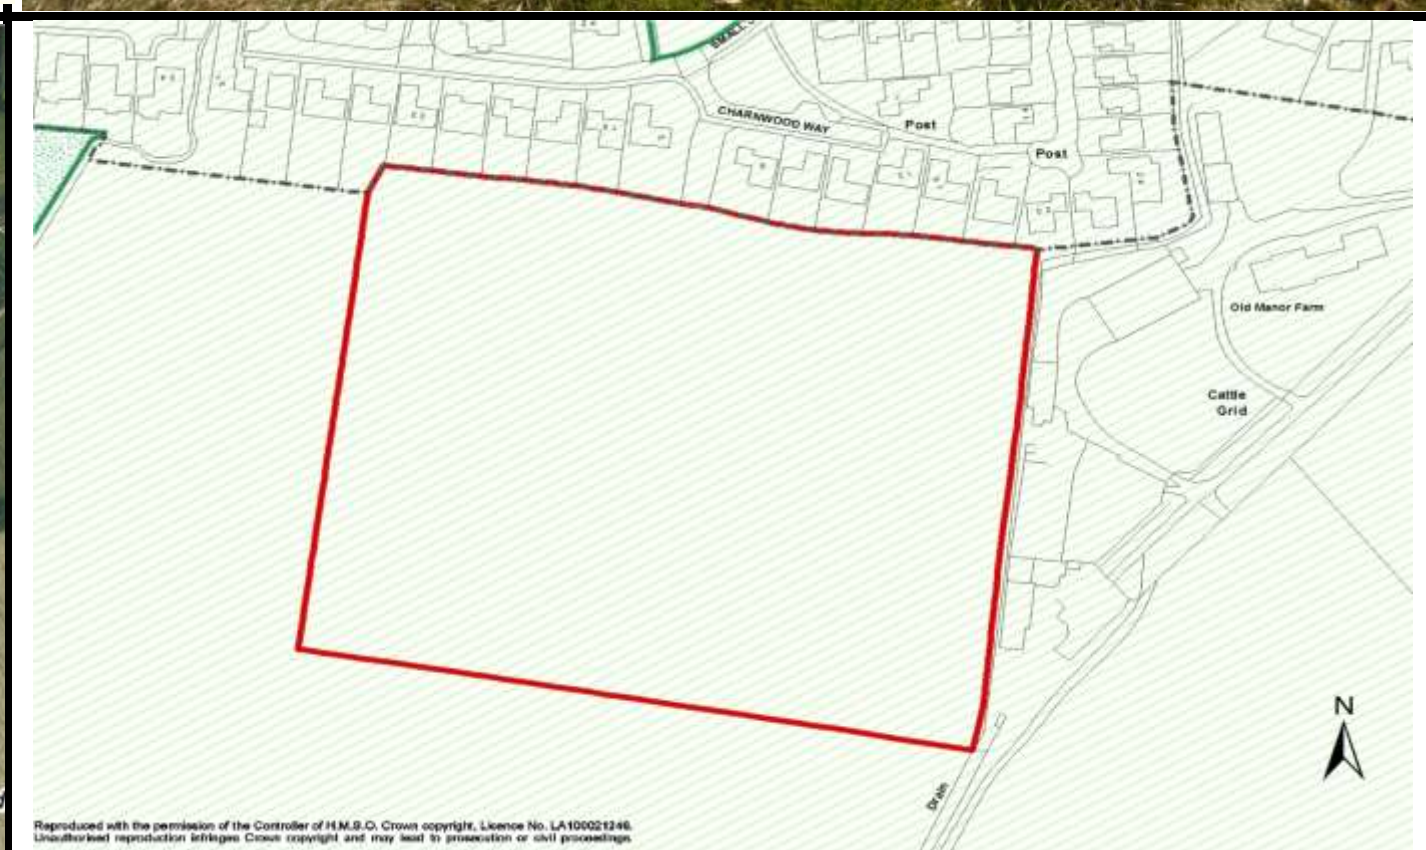 CHARNWOOD WAY
Post
Post
Old Manor Farm
Cattle
Grid
N
Drain
Reproduced with the permission of the Controller of H.M.S.O. Crown copyright, Licence No. LA100021246.
Unauthorised reproduction infringes Crown copyright and may lead to prosecution or civil proceedings.